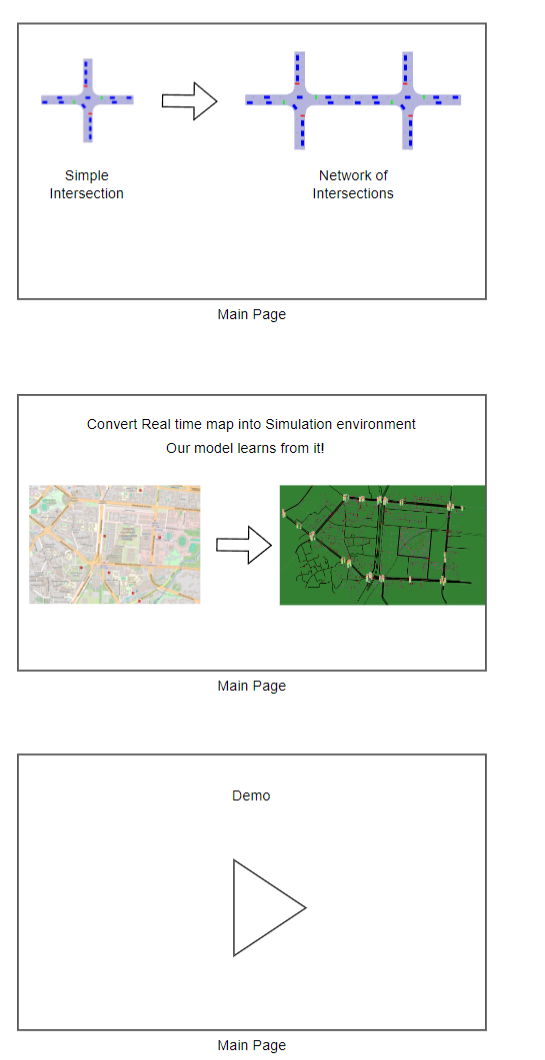 Simple
Intersection
Network of
Intersections
Main Page
Convert Real time map into Simulation environment
Our model learns from it!
Main Page
Demo
Main Page